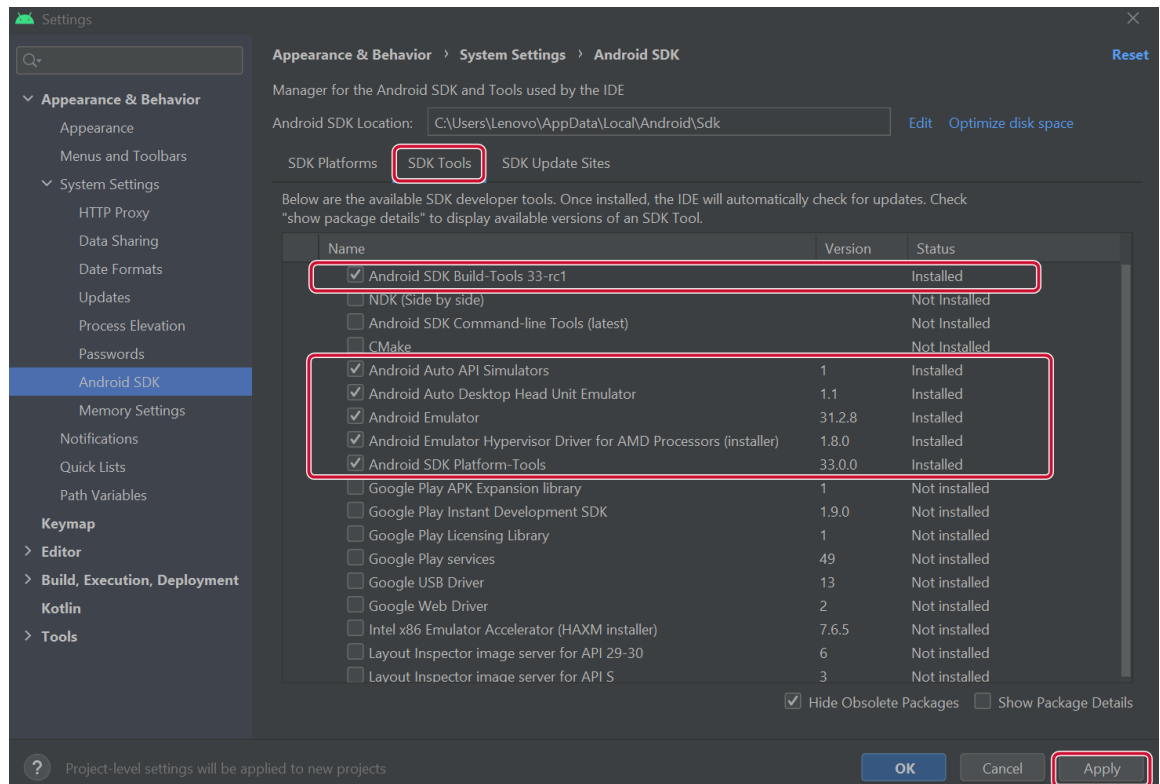 Settings
Appearance & Behavior
Appearance
Menus and Toolbars
System Settings
HTTP Proxy
Data Sharing
Date Formats
Updates
Process Elevation
Passwords
Android SDK
Memory Settings
Notifications
Quick Lists
Path Variables
Keymap
Editor
Build, Execution, Deployment
Kotlin
Tools
Appearance & Behavior › System Settings › Android SDK
Reset
Manager for the Android SDK and Tools used by the IDE
Android SDK Location: C:\Users\Lenovo\AppData\Local\Android\Sdk Edit Optimize disk space
SDK Platforms SDK Tools SDK Update Sites
Below are the available SDK developer tools. Once installed, the IDE will automatically check for updates. Check
"show package details" to display available versions of an SDK Tool.
Name Version Status
Android SDK Build-Tools 33-rc1 Installed
NDK (Side by side) Not Installed
Android SDK Command-line Tools (latest) Not Installed
CMake Not Installed
Android Auto API Simulators 1 Installed
Android Auto Desktop Head Unit Emulator 1.1 Installed
Android Emulator 31.2.8 Installed
Android Emulator Hypervisor Driver for AMD Processors (installer) 1.8.0 Installed
Android SDK Platform-Tools 33.0.0 Installed
Google Play APK Expansion library 1 Not installed
Google Play Instant Development SDK 1.9.0 Not installed
Google Play Licensing Library 1 Not installed
Google Play services 49 Not installed
Google USB Driver 13 Not installed
Google Web Driver 2 Not installed
Intel x86 Emulator Accelerator (HAXM installer) 7.6.5 Not installed
Layout Inspector image server for API 29-30 6 Not installed
Layout Inspector image server for API S 3 Not installed
Hide Obsolete Packages Show Package Details
? Project-level settings will be applied to new projects
OK Cancel Apply